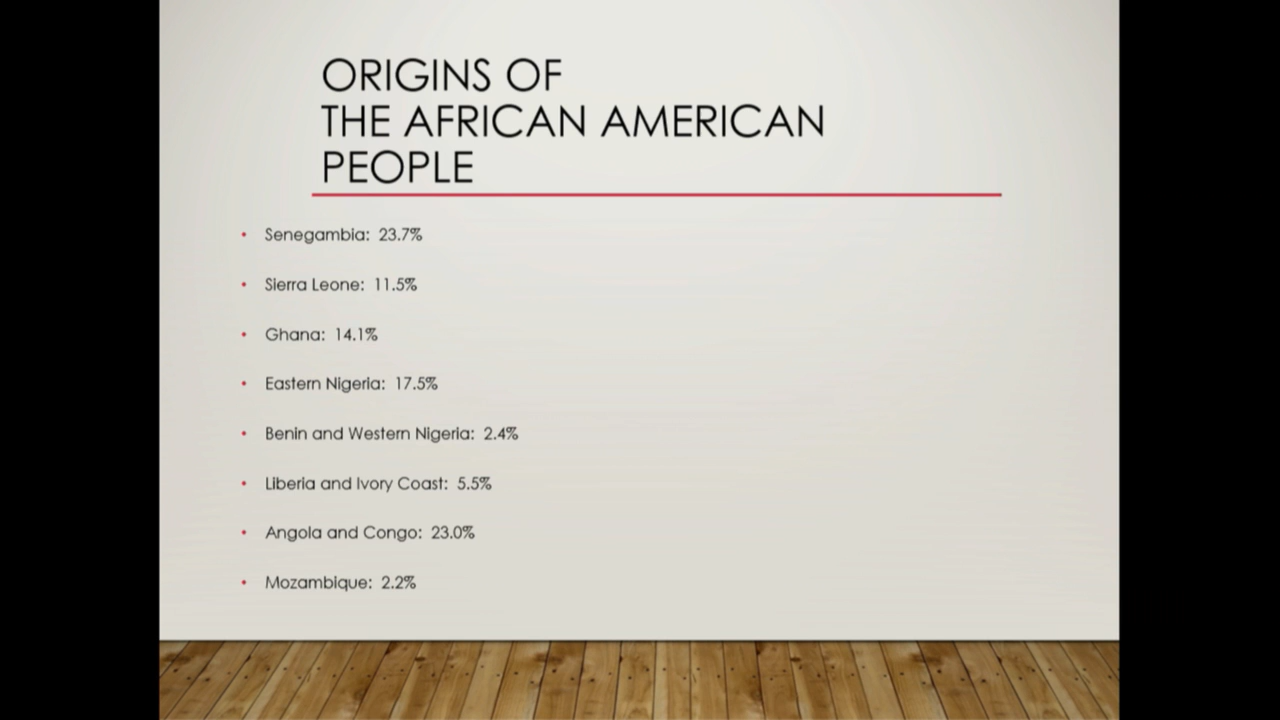 ORIGINS OF
THE AFRICAN AMERICAN
PEOPLE
• Senegambia: 23.7%
• Sierra Leone: 11.5%
• Ghana: 14.1%
• Eastern Nigeria: 17.5%
• Benin and Western Nigeria: 2.4%
• Liberia and Ivory Coast: 5.5%
• Angola and Congo: 23.0%
• Mozambique: 2.2%